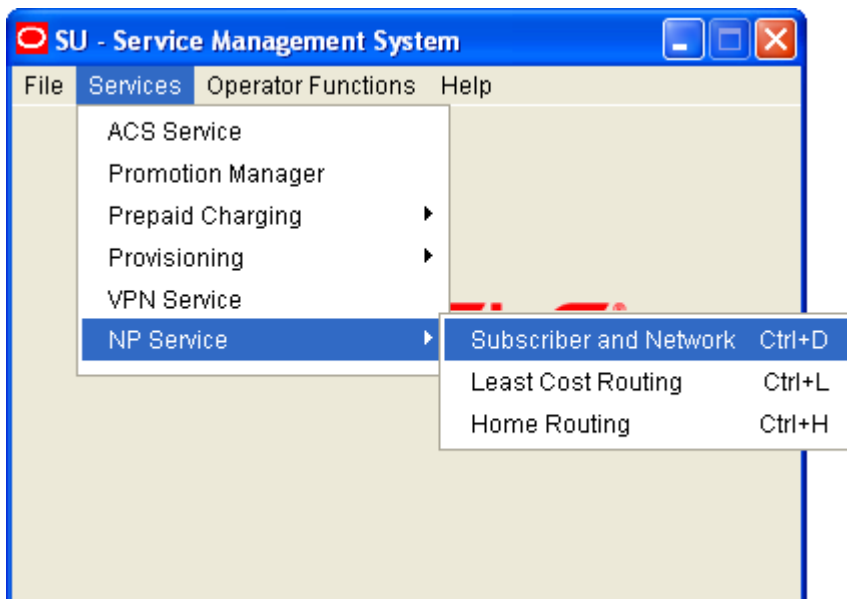 SU - Service Management System
File Services Operator Functions Help
ACS Service
Promotion Manager
Prepaid Charging
Provisioning
VPN Service
NP Service
Subscriber and Network Ctrl+D
Least Cost Routing Ctrl+L
Home Routing Ctrl+H